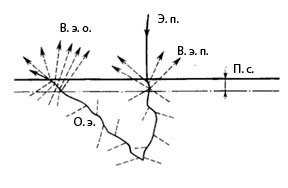 В. э. о.
Э. п.
В. э. п.
П. с.
О. э.